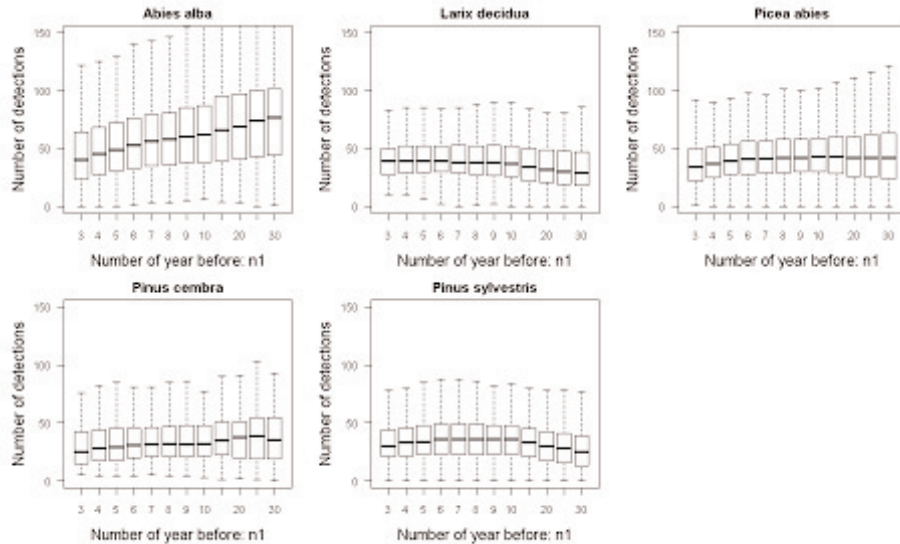 Abies alba
Number of detections
150
100
50
0
3 4 5 6 7 8 9 10 20 30
Number of year before: n1
Larix decidua
Number of detections
150
100
50
0
3 4 5 6 7 8 9 10 20 30
Number of year before: n1
Picea abies
Number of detections
150
100
50
0
3 4 5 6 7 8 9 10 20 30
Number of year before: n1
Pinus cembra
Number of detections
150
100
50
0
3 4 5 6 7 8 9 10 20 30
Number of year before: n1
Pinus sylvestris
Number of detections
150
100
50
0
3 4 5 6 7 8 9 10 20 30
Number of year before: n1